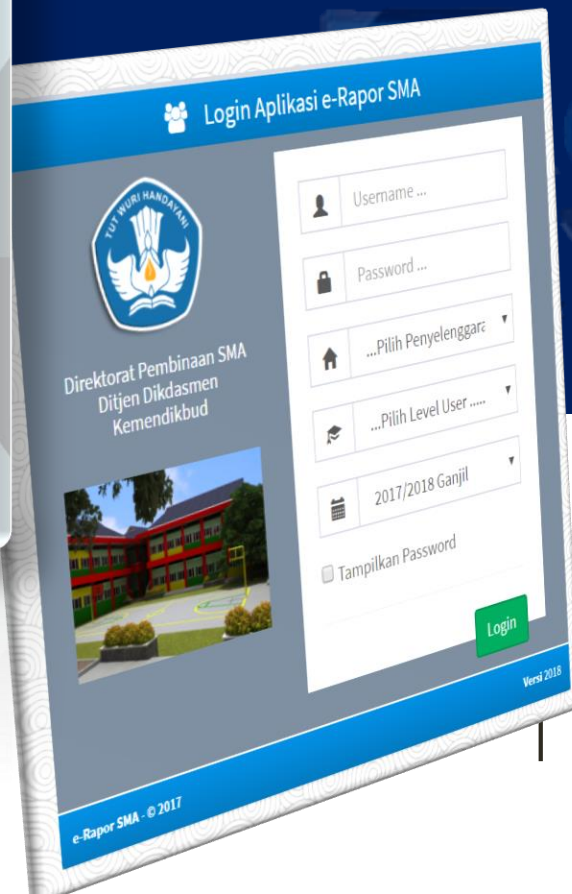 Login Aplikasi e-Rapor SMA
TUT WURI HANDAYANI
Direktorat Pembinaan SMA
Ditjen Dikdasmen
Kemendikbud
Username ...
Password ...
...Pilih Penyelenggara
...Pilih Level User .....
2017/2018 Ganjil
Tampilkan Password
Login
Versi 2018
e-Rapor SMA - © 2017